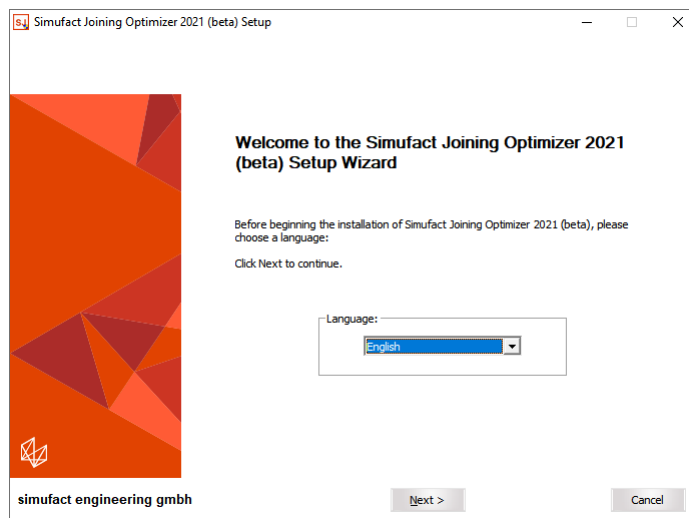 SJ Simufact Joining Optimizer 2021 (beta) Setup
Welcome to the Simufact Joining Optimizer 2021
(beta) Setup Wizard
Before beginning the installation of Simufact Joining Optimizer 2021 (beta), please
choose a language:
Click Next to continue.
Language:
English
simufact engineering gmbh
Next >
Cancel